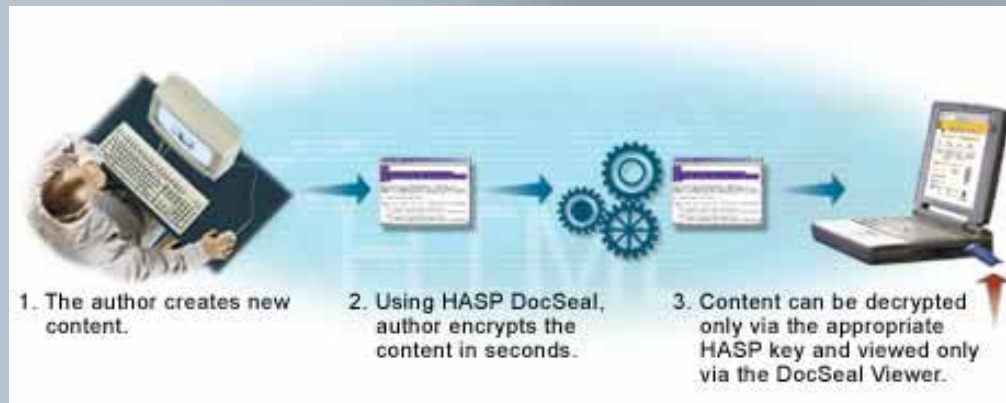 HTML
1. The author creates new
content.
2. Using HASP DocSeal,
author encrypts the
content in seconds.
3. Content can be decrypted
only via the appropriate
HASP key and viewed only
via the DocSeal Viewer.